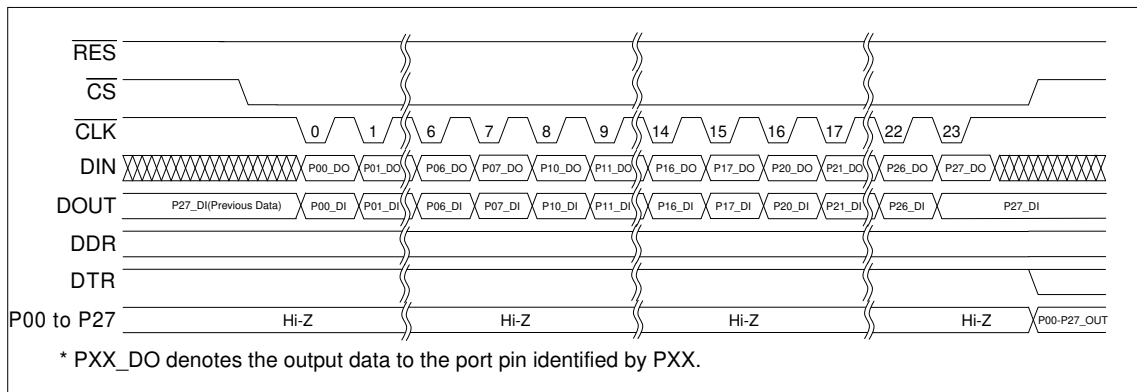 RES
CS
CLK 0 1 6 7 8 9 14 15 16 17 22 23
DIN P00_DO P01_DO P06_DO P07_DO P10_DO P11_DO P16_DO P17_DO P20_DO P21_DO P26_DO P27_DO
DOUT P27_DI(Previous Data) P00_DI P01_DI P06_DI P07_DI P10_DI P11_DI P16_DI P17_DI P20_DI P21_DI P26_DI P27_DI
DDR
DTR
P00 to P27 Hi-Z Hi-Z Hi-Z Hi-Z P00-P27_OUT
* PXX_DO denotes the output data to the port pin identified by PXX.